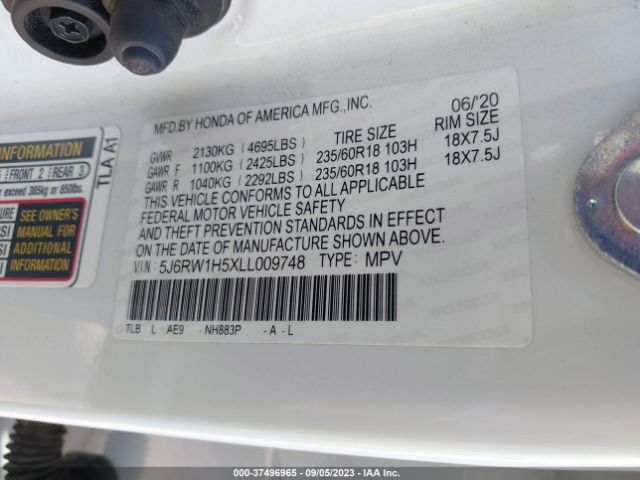 MFD.BY HONDA OF AMERICA MFG.,INC. 06/'20
GVWR 2130KG (4695LBS) TIRE SIZE RIM SIZE
GAWR F 1100KG (2425LBS) 235/60R18 103H 18X7.5J
GAWR R 1040KG (2292LBS) 235/60R18 103H 18X7.5J
THIS VEHICLE CONFORMS TO ALL APPLICABLE
FEDERAL MOTOR VEHICLE SAFETY
AND THEFT PREVENTION STANDARDS IN EFFECT
ON THE DATE OF MANUFACTURE SHOWN ABOVE.
V.I.N. 5J6RW1H5XLL009748 TYPE: MPV
TLB L AE9 -NH883P -A -L
INFORMATION
FRONT 2 REAR 3
exceed 385kg or 850lbs.
SEE OWNER'S
MANUAL FOR
ADDITIONAL
INFORMATION
TLA A1
000-37496965 - 09/05/2023 - IAA Inc.